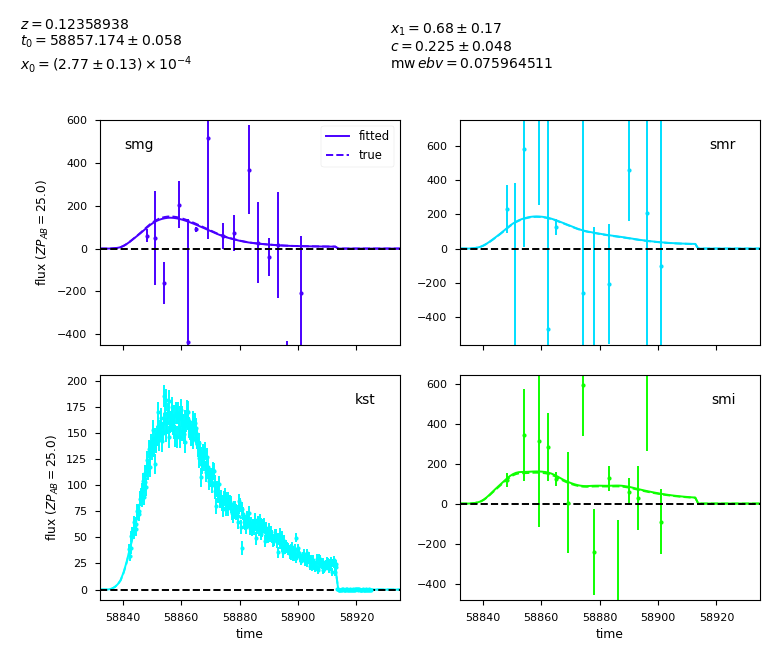 z = 0.12358938
t₀ = 58857.174 ± 0.058
x₀ = (2.77 ± 0.13) × 10⁻⁴
x₁ = 0.68 ± 0.17
c = 0.225 ± 0.048
mw ebv = 0.075964511
smg
fitted
true
600
400
200
0
−200
−400
flux (ZP_AB = 25.0)
smr
600
400
200
0
−200
−400
kst
200
175
150
125
100
75
50
25
0
flux (ZP_AB = 25.0)
58840 58860 58880 58900 58920
time
smi
600
400
200
0
−200
−400
58840 58860 58880 58900 58920
time